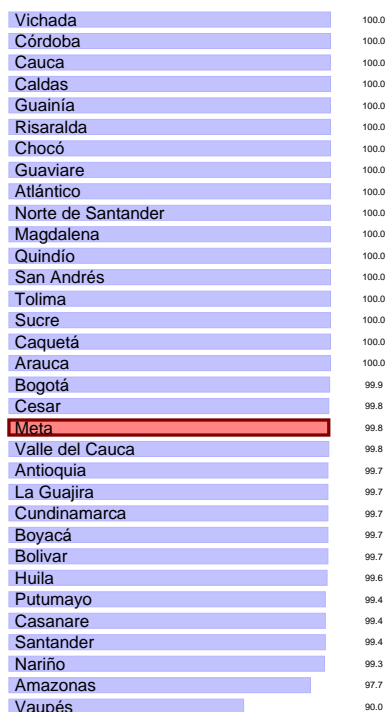 Vichada 100.0
Córdoba 100.0
Cauca 100.0
Caldas 100.0
Guainía 100.0
Risaralda 100.0
Chocó 100.0
Guaviare 100.0
Atlántico 100.0
Norte de Santander 100.0
Magdalena 100.0
Quindío 100.0
San Andrés 100.0
Tolima 100.0
Sucre 100.0
Caquetá 100.0
Arauca 100.0
Bogotá 99.9
Cesar 99.8
Meta 99.8
Valle del Cauca 99.8
Antioquia 99.7
La Guajira 99.7
Cundinamarca 99.7
Boyacá 99.7
Bolivar 99.7
Huila 99.6
Putumayo 99.4
Casanare 99.4
Santander 99.4
Nariño 99.3
Amazonas 97.7
Vaupés 90.0